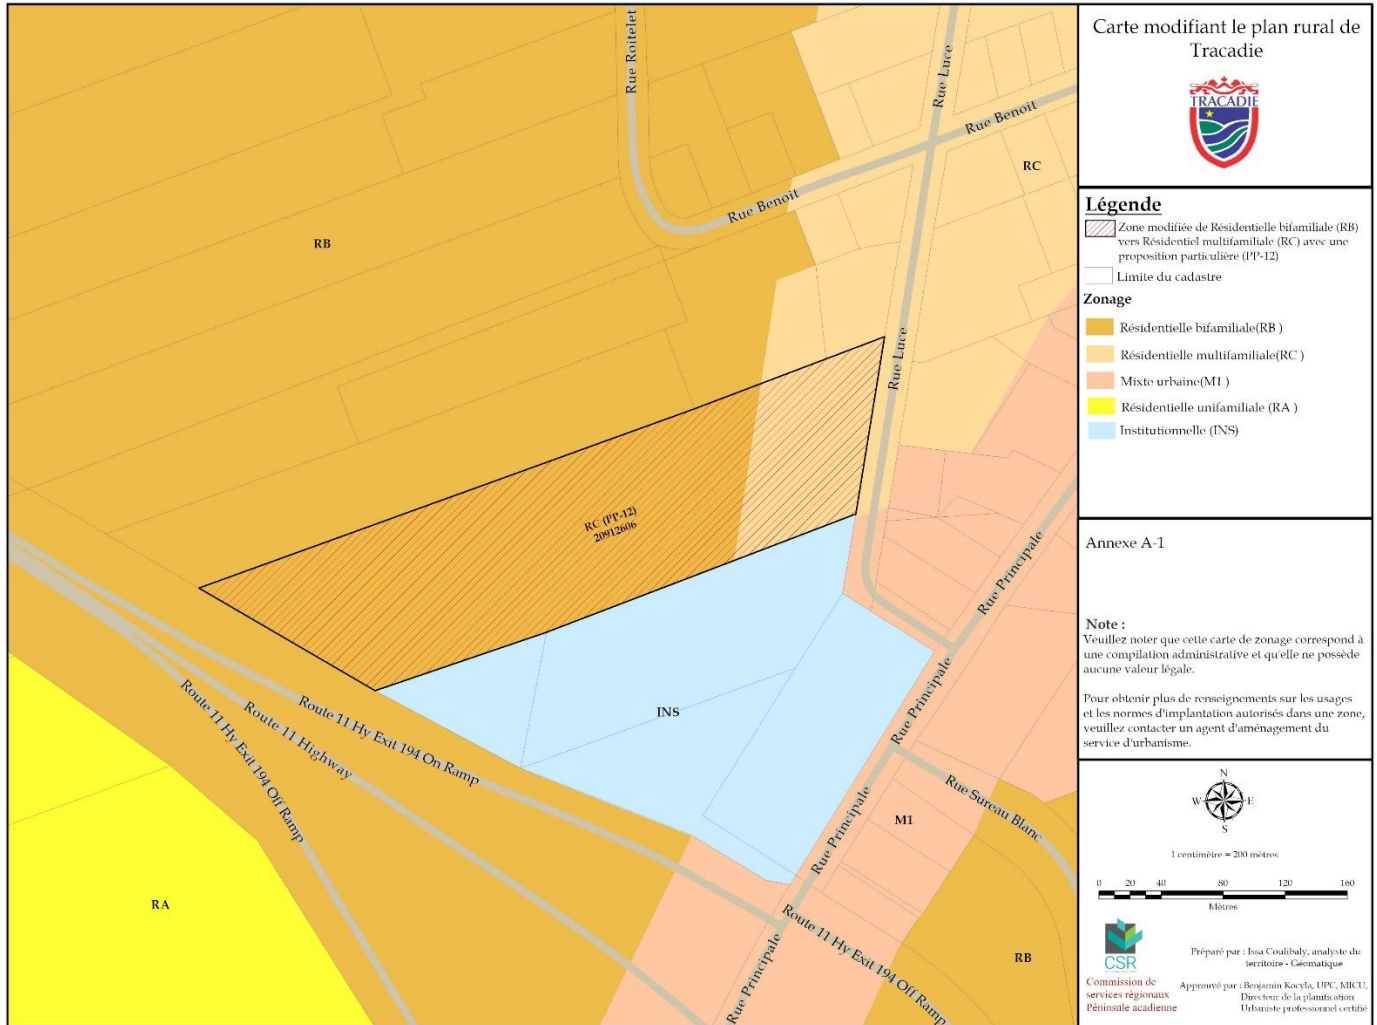 Carte modifiant le plan rural de
Tracadie
TRACADIE
Légende
Zone modifiée de Résidentielle bifamiliale (RB)
vers Résidentiel multifamiliale (RC) avec une
proposition particulière (PP-12)
Limite du cadastre
Zonage
Résidentielle bifamiliale(RB )
Résidentielle multifamiliale(RC )
Mixte urbaine(M1 )
Résidentielle unifamiliale (RA )
Institutionnelle (INS)
Annexe A-1
Note :
Veuillez noter que cette carte de zonage correspond à
une compilation administrative et qu'elle ne possède
aucune valeur légale.
Pour obtenir plus de renseignements sur les usages
et les normes d'implantation autorisés dans une zone,
veuillez contacter un agent d'aménagement du
service d'urbanisme.
N
W E
S
1 centimètre = 200 mètres
0 20 40 80 120 160
Mètres
CSR
Commission de
services régionaux
Péninsule acadienne
Préparé par : Issa Coulibaly, analyste du
territoire - Géomatique
Approuvé par : Benjamin Kocyla, UPC, MICU,
Directeur de la planification
Urbaniste professionnel certifié
Rue Roitelet
Rue Luce
Rue Benoit
RC
Rue Benoit
RB
Rue Luce
RC (PP-12)
20912606
Rue Principale
Rue Principale
INS
Route 11 Hy Exit 194 On Ramp
Route 11 Highway
Route 11 Hy Exit 194 Off Ramp
Rue Principale
Rue Sureau Blanc
M1
RA
Route 11 Hy Exit 194 Off Ramp
Rue Principale
RB